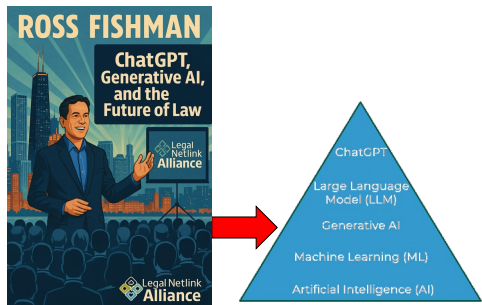 ROSS FISHMAN
ChatGPT,
Generative AI,
and the
Future of Law
Legal
Netlink
Alliance
Legal Netlink
Alliance
ChatGPT
Large Language
Model (LLM)
Generative AI
Machine Learning (ML)
Artificial Intelligence (AI)